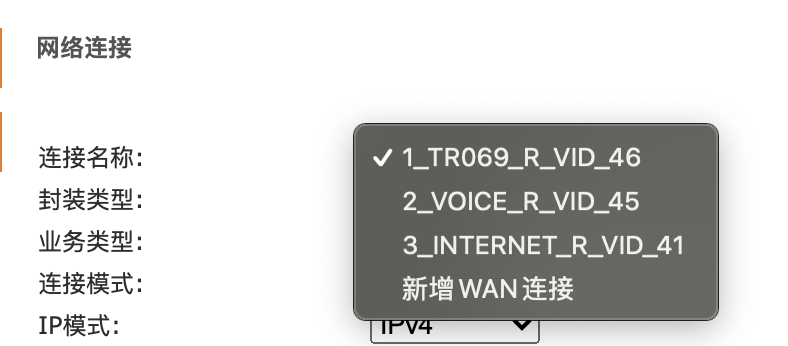 网络连接
连接名称:
✓ 1_TR069_R_VID_46
封装类型:
2_VOICE_R_VID_45
业务类型:
3_INTERNET_R_VID_41
连接模式:
新增 WAN 连接
IP模式:
IPv4